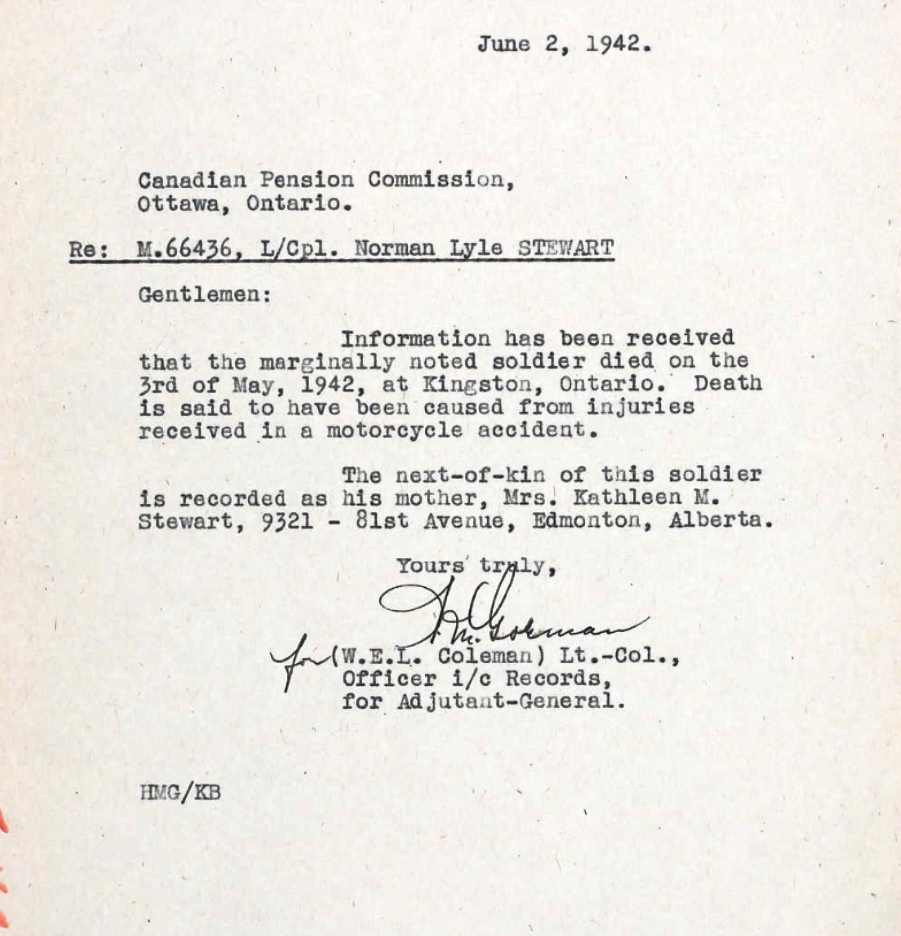 June 2, 1942.
Canadian Pension Commission,
Ottawa, Ontario.
Re: M.66436, L/Cpl. Norman Lyle STEWART
Gentlemen:
Information has been received
that the marginally noted soldier died on the
3rd of May, 1942, at Kingston, Ontario. Death
is said to have been caused from injuries
received in a motorcycle accident.
The next-of-kin of this soldier
is recorded as his mother, Mrs. Kathleen M.
Stewart, 9321 - 81st Avenue, Edmonton, Alberta.
Yours truly,
for (W.E.L. Coleman) Lt.-Col.,
Officer i/c Records,
for Adjutant-General.
HMG/KB